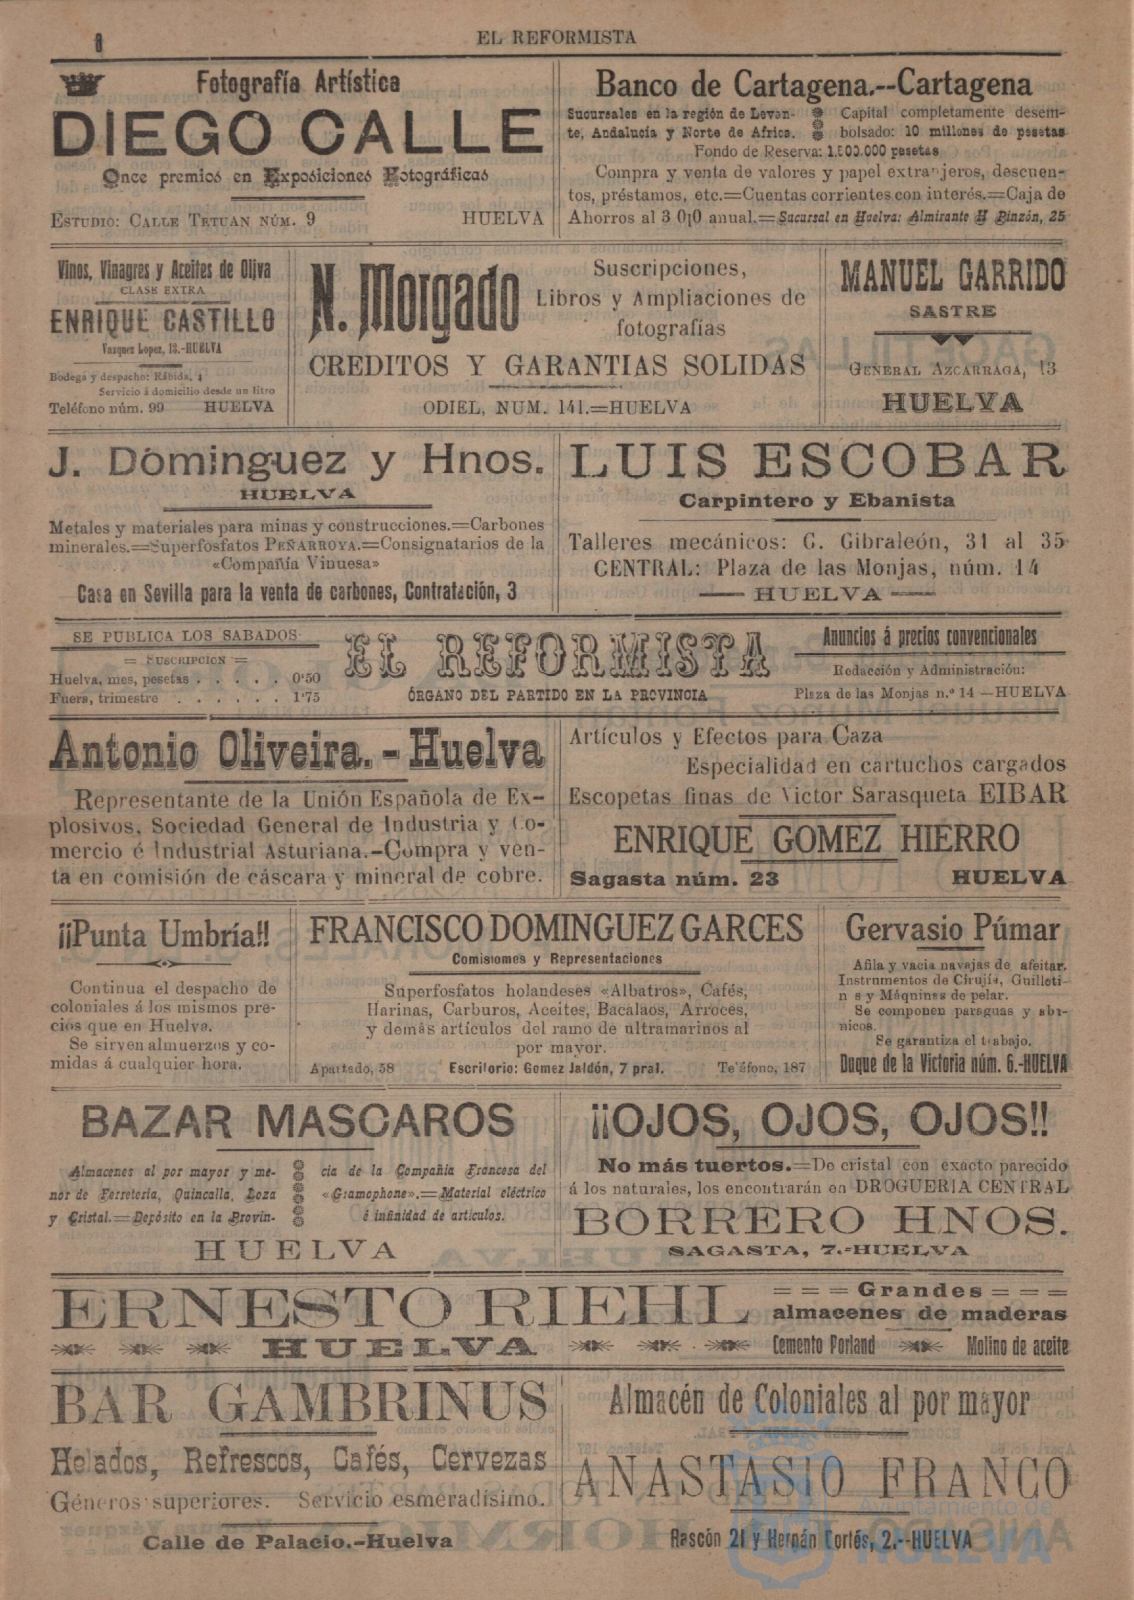 8
EL REFORMISTA
Fotografía Artística
DIEGO CALLE
Once premios en Exposiciones Fotográficas
ESTUDIO: CALLE TETUAN NÚM. 9 HUELVA
Banco de Cartagena.--Cartagena
Sucursales en la región de Levan-
te, Andalucía y Norte de Africa.
Capital completamente desem-
bolsado: 10 millones de pesetas
Fondo de Reserva: 1.500.000 pesetas
Compra y venta de valores y papel extranjeros, descuen-
tos, préstamos, etc.=Cuentas corrientes con interés.=Caja de
Ahorros al 3 0¡0 anual.=Sucursal en Huelva: Almirante H Pinzón, 25
Vinos, Vinagres y Aceites de Oliva
CLASE EXTRA
ENRIQUE CASTILLO
Vazquez Lopez, 13.-HUELVA
Bodega y despacho: Rábida, 4
Servicio á domicilio desde un litro
Teléfono núm. 99 HUELVA
N. Morgado
Suscripciones,
Libros y Ampliaciones de
fotografías
CREDITOS Y GARANTIAS SOLIDAS
ODIEL, NUM. 141.=HUELVA
MANUEL GARRIDO
SASTRE
GENERAL AZCARRAGA, 13
HUELVA
J. Dominguez y Hnos.
HUELVA
Metales y materiales para minas y construcciones.=Carbones
minerales.=Superfosfatos PEÑARROYA.=Consignatarios de la
«Compañía Vinuesa»
Casa en Sevilla para la venta de carbones, Contratación, 3
LUIS ESCOBAR
Carpintero y Ebanista
Talleres mecánicos: C. Gibraleón, 31 al 35
CENTRAL: Plaza de las Monjas, núm. 14
HUELVA
SE PUBLICA LOS SABADOS
= SUSCRIPCION =
Huelva, mes, pesetas . . . . . 0'50
Fuera, trimestre . . . . . . 1'75
EL REFORMISTA
ÓRGANO DEL PARTIDO EN LA PROVINCIA
Anuncios á precios convencionales
Redacción y Administración:
Plaza de las Monjas n.º 14 —HUELVA
Antonio Oliveira.-Huelva
Representante de la Unión Española de Ex-
plosivos, Sociedad General de Industria y Co-
mercio é Industrial Asturiana.-Compra y ven-
ta en comisión de cáscara y mineral de cobre.
Artículos y Efectos para Caza
Especialidad en cartuchos cargados
Escopetas finas de Victor Sarasqueta EIBAR
ENRIQUE GOMEZ HIERRO
Sagasta núm. 23 HUELVA
¡¡Punta Umbría!!
Continua el despacho de
coloniales á los mismos pre-
cios que en Huelva.
Se sirven almuerzos y co-
midas á cualquier hora.
FRANCISCO DOMINGUEZ GARCES
Comisiomes y Representaciones
Superfosfatos holandeses «Albatros», Cafés,
Harinas, Carburos, Aceites, Bacalaos, Arroces,
y demás artículos del ramo de ultramarinos al
por mayor.
Apartado, 58 Escritorio: Gomez Jaldón, 7 pral. Teléfono, 187
Gervasio Púmar
Afila y vacia navajas de afeitar.
Instrumentos de Cirujía, Guilloti-
n s y Máquinas de pelar.
Se componen paraguas y aba-
nicos.
Se garantiza el trabajo.
Duque de la Victoria núm. 6.-HUELVA
BAZAR MASCAROS
Almacenes al por mayor y me-
nor de Ferretería, Quincalla, Loza
y Cristal.=Depósito en la Provin-
cia de la Compañia Francesa del
«Gramophone».=Material eléctrico
é infinidad de artículos.
HUELVA
¡¡OJOS, OJOS, OJOS!!
No más tuertos.=De cristal con exacto parecido
á los naturales, los encontrarán en DROGUERIA CENTRAL
BORRERO HNOS.
SAGASTA, 7.-HUELVA
ERNESTO RIEHL
HUELVA
= = = Grandes = = =
almacenes de maderas
Cemento Porland Molino de aceite
BAR GAMBRINUS
Helados, Refrescos, Cafés, Cervezas
Géneros superiores. Servicio esmeradísimo.
Calle de Palacio.-Huelva
Almacén de Coloniales al por mayor
ANASTASIO FRANCO
Rascón 21 y Hernán Cortés, 2.--HUELVA
Ayuntamiento de
HUELVA